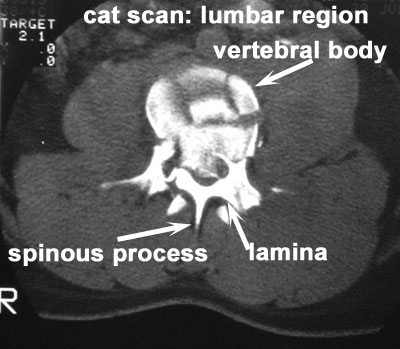 cat scan: lumbar region
TARGET
2.1
.0
.0
vertebral body
spinous process
lamina
R